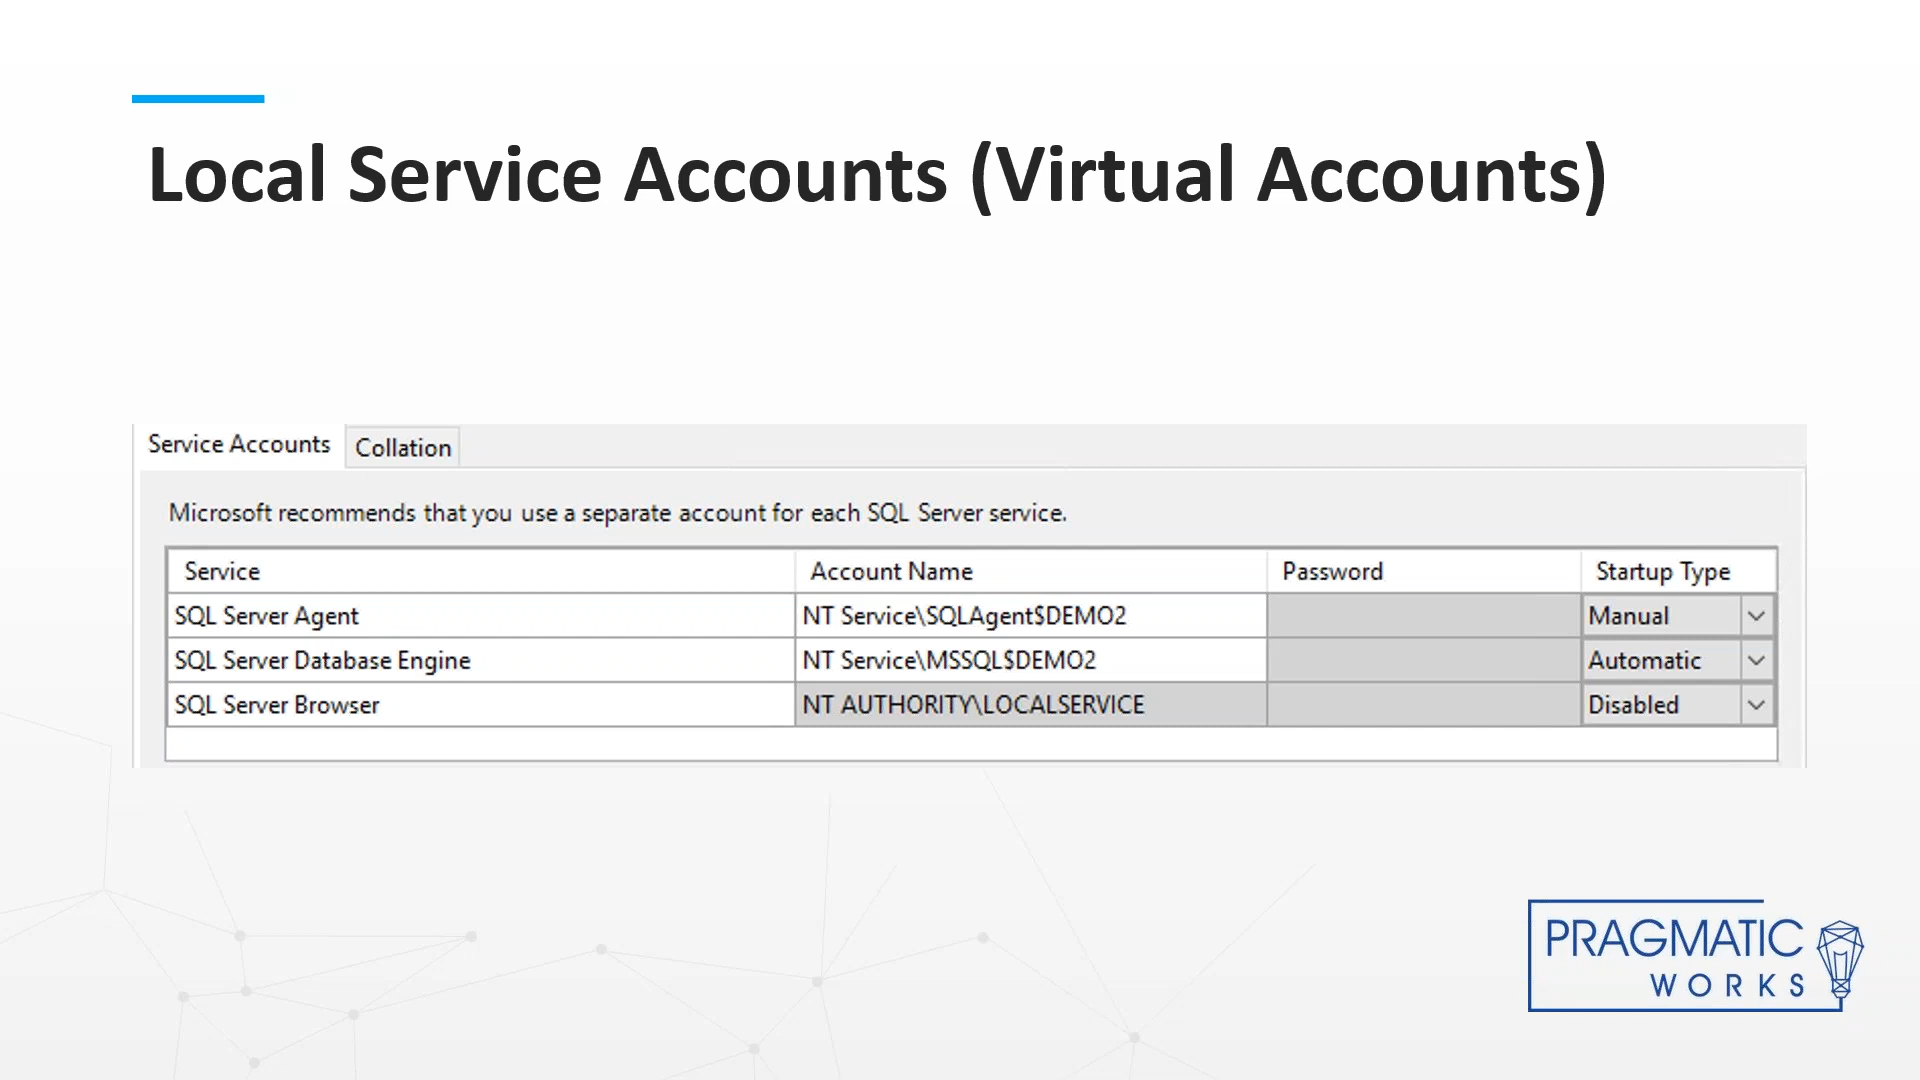 Local Service Accounts (Virtual Accounts)
Service Accounts Collation
Microsoft recommends that you use a separate account for each SQL Server service.
Service Account Name Password Startup Type
SQL Server Agent NT Service\SQLAgent$DEMO2 Manual
SQL Server Database Engine NT Service\MSSQL$DEMO2 Automatic
SQL Server Browser NT AUTHORITY\LOCALSERVICE Disabled
PRAGMATIC
WORKS